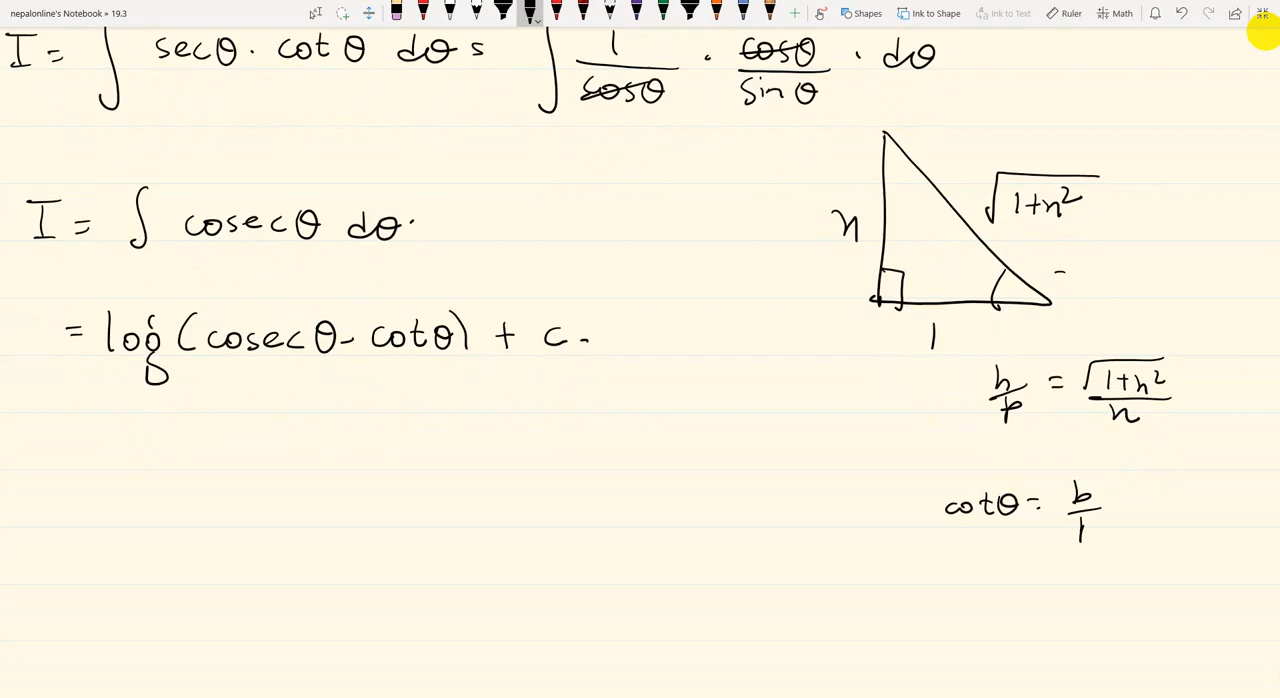 nepalonline's Notebook » 19.3
Shapes Ink to Shape Ink to Text Ruler Math
I = ∫ secθ · cotθ dθ = ∫ 1/cosθ · cosθ/sinθ · dθ
I = ∫ cosecθ dθ.
= log (cosecθ - cotθ) + c.
x
√1+x²
1
h/p = √1+x²/x
cotθ = b/